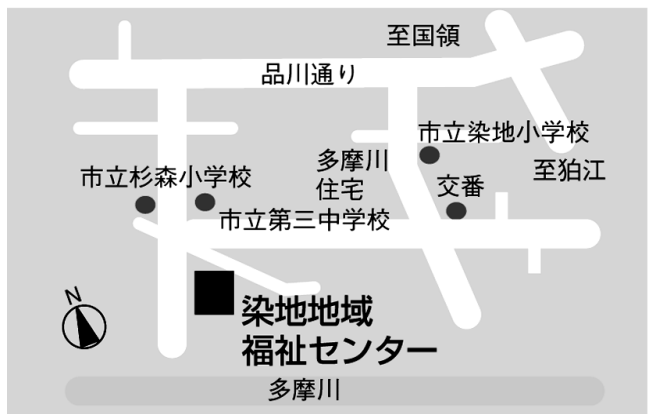 至国領
品川通り
市立染地小学校
多摩川
住宅
至狛江
市立杉森小学校
交番
市立第三中学校
N
染地地域
福祉センター
多摩川